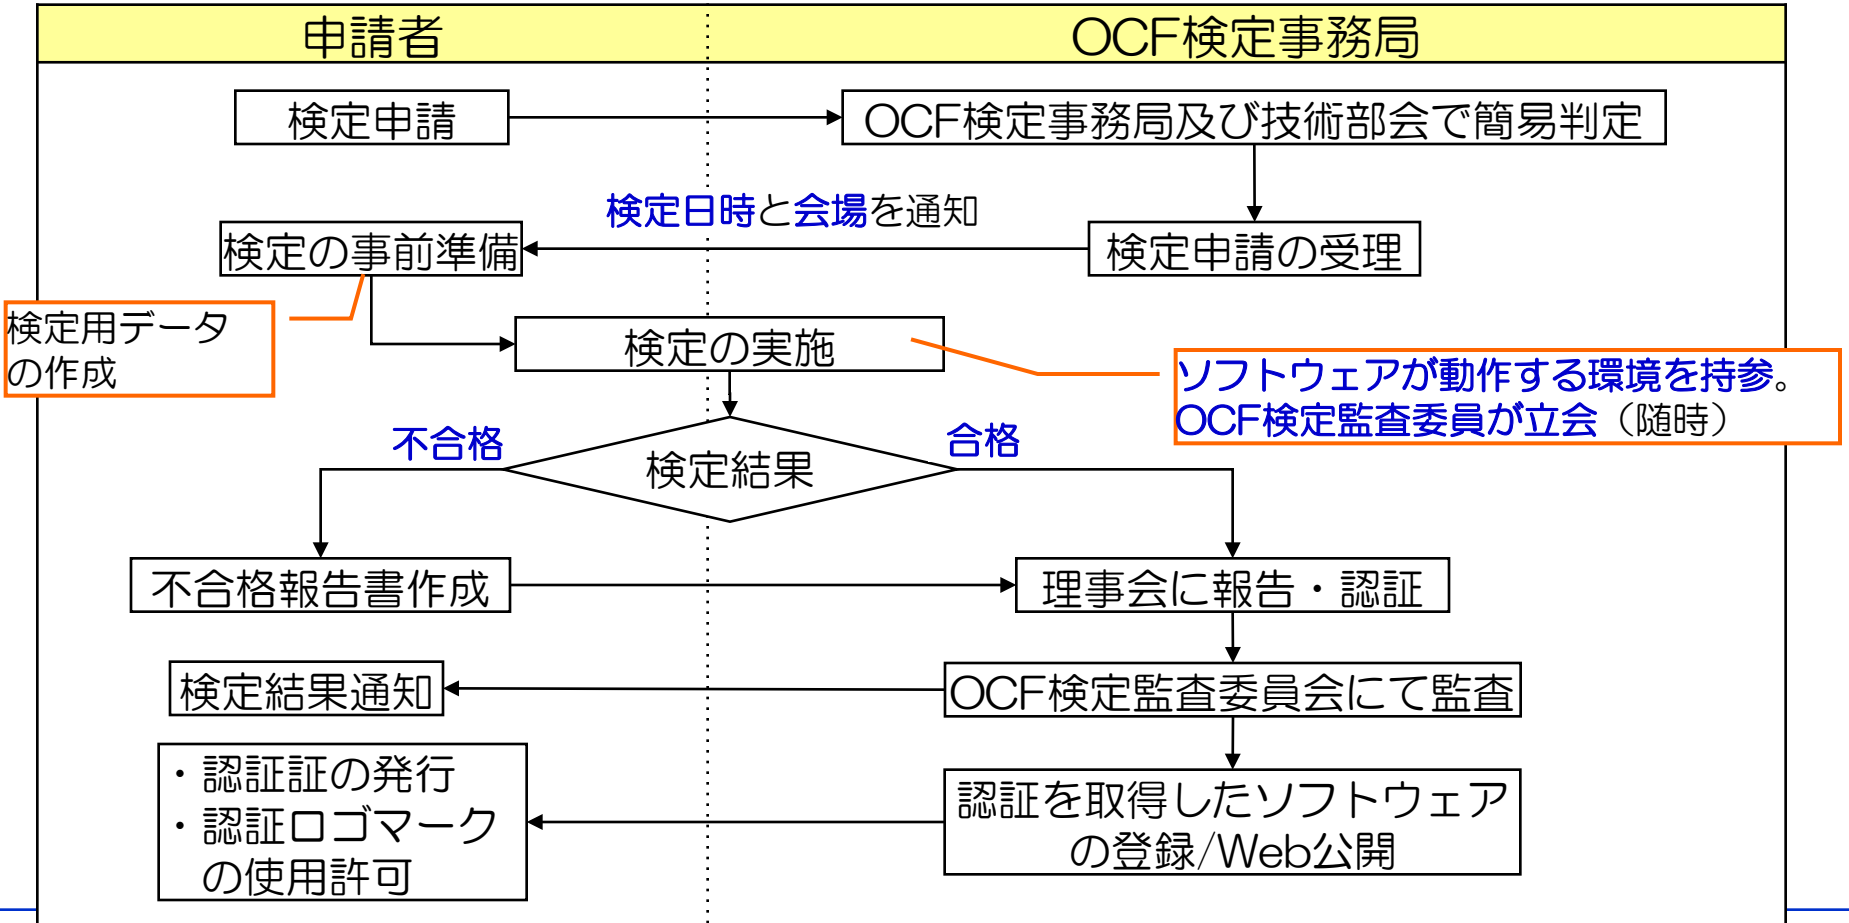 申請者
OCF検定事務局
検定申請
OCF検定事務局及び技術部会で簡易判定
検定日時と会場を通知
検定の事前準備
検定申請の受理
検定用データ
の作成
検定の実施
ソフトウェアが動作する環境を持参。
OCF検定監査委員が立会（随時）
不合格
合格
検定結果
不合格報告書作成
理事会に報告・認証
検定結果通知
OCF検定監査委員会にて監査
・認証証の発行
・認証ロゴマーク
の使用許可
認証を取得したソフトウェア
の登録/Web公開